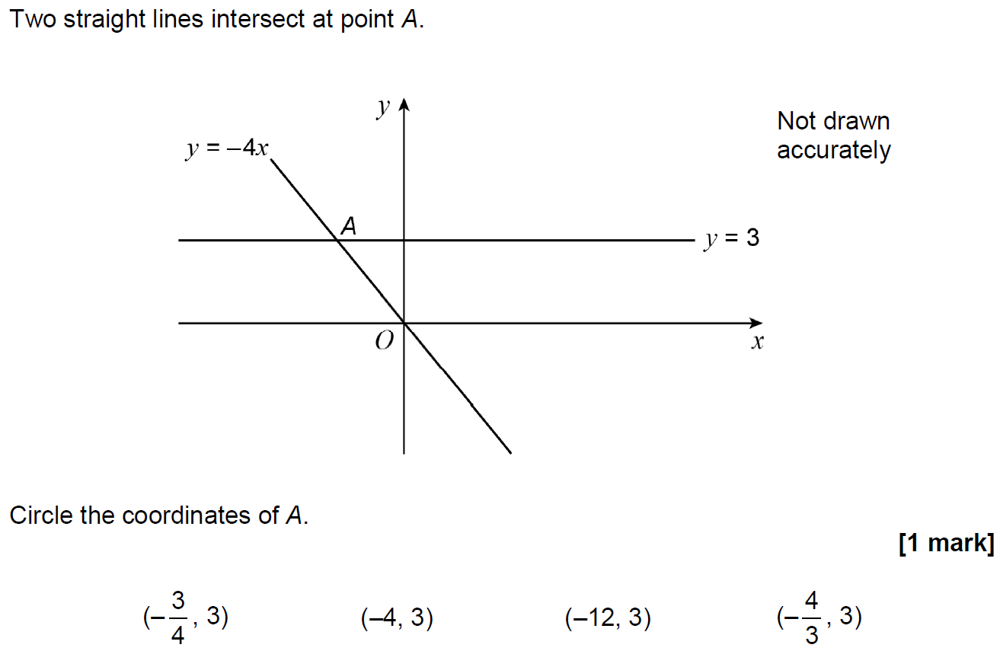 Two straight lines intersect at point A.
y
Not drawn
accurately
y = –4x
A
y = 3
O
x
Circle the coordinates of A.
[1 mark]
(–3/4, 3) (–4, 3) (–12, 3) (–4/3, 3)